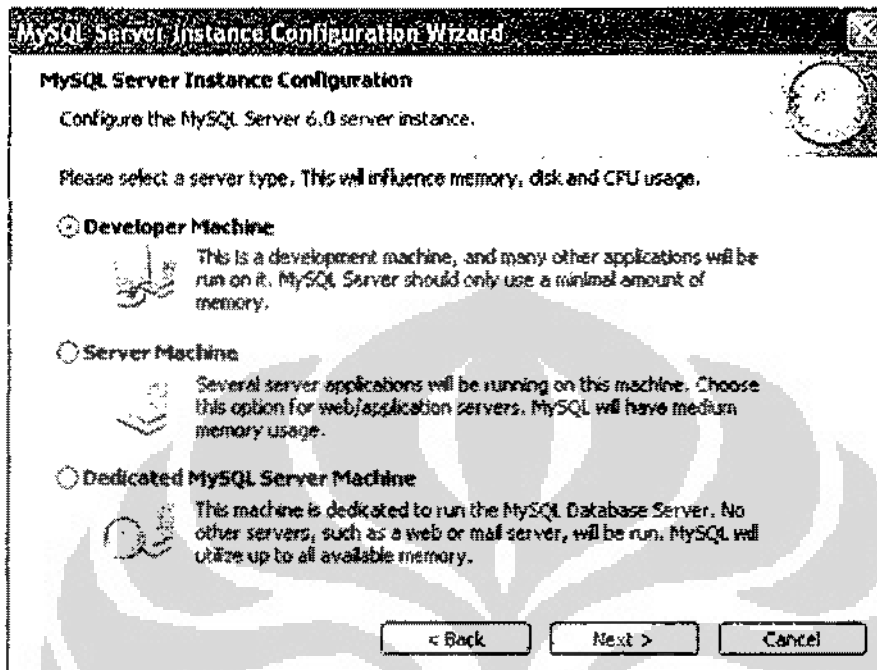 MySQL Server Instance Configuration Wizard
MySQL Server Instance Configuration
Configure the MySQL Server 6.0 server instance.
Please select a server type. This will influence memory, disk and CPU usage.
Developer Machine
This is a development machine, and many other applications will be
run on it. MySQL Server should only use a minimal amount of
memory.
Server Machine
Several server applications will be running on this machine. Choose
this option for web/application servers. MySQL will have medium
memory usage.
Dedicated MySQL Server Machine
This machine is dedicated to run the MySQL Database Server. No
other servers, such as a web or mail server, will be run. MySQL will
utilize up to all available memory.
< Back Next > Cancel